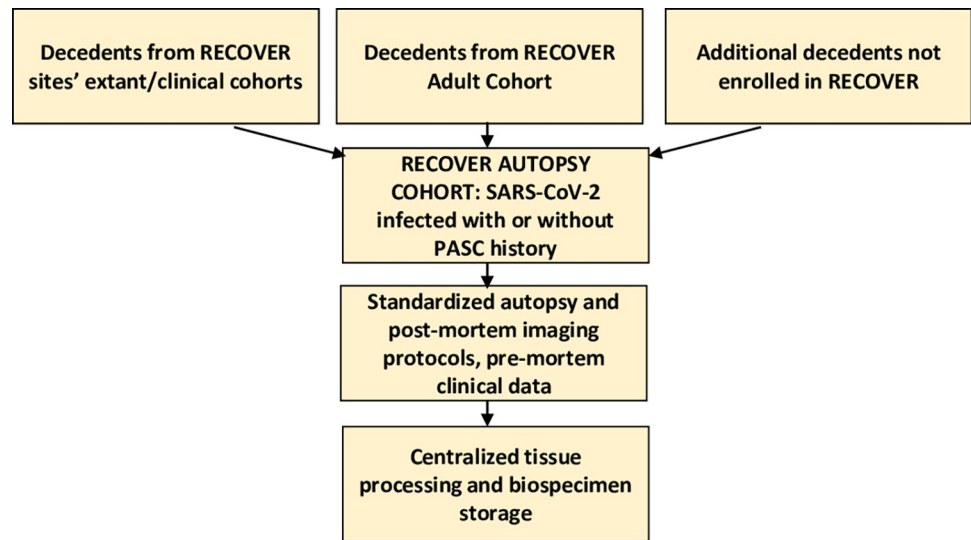 Decedents from RECOVER
sites’ extant/clinical cohorts
Decedents from RECOVER
Adult Cohort
Additional decedents not
enrolled in RECOVER
RECOVER AUTOPSY
COHORT: SARS-CoV-2
infected with or without
PASC history
Standardized autopsy and
post-mortem imaging
protocols, pre-mortem
clinical data
Centralized tissue
processing and biospecimen
storage